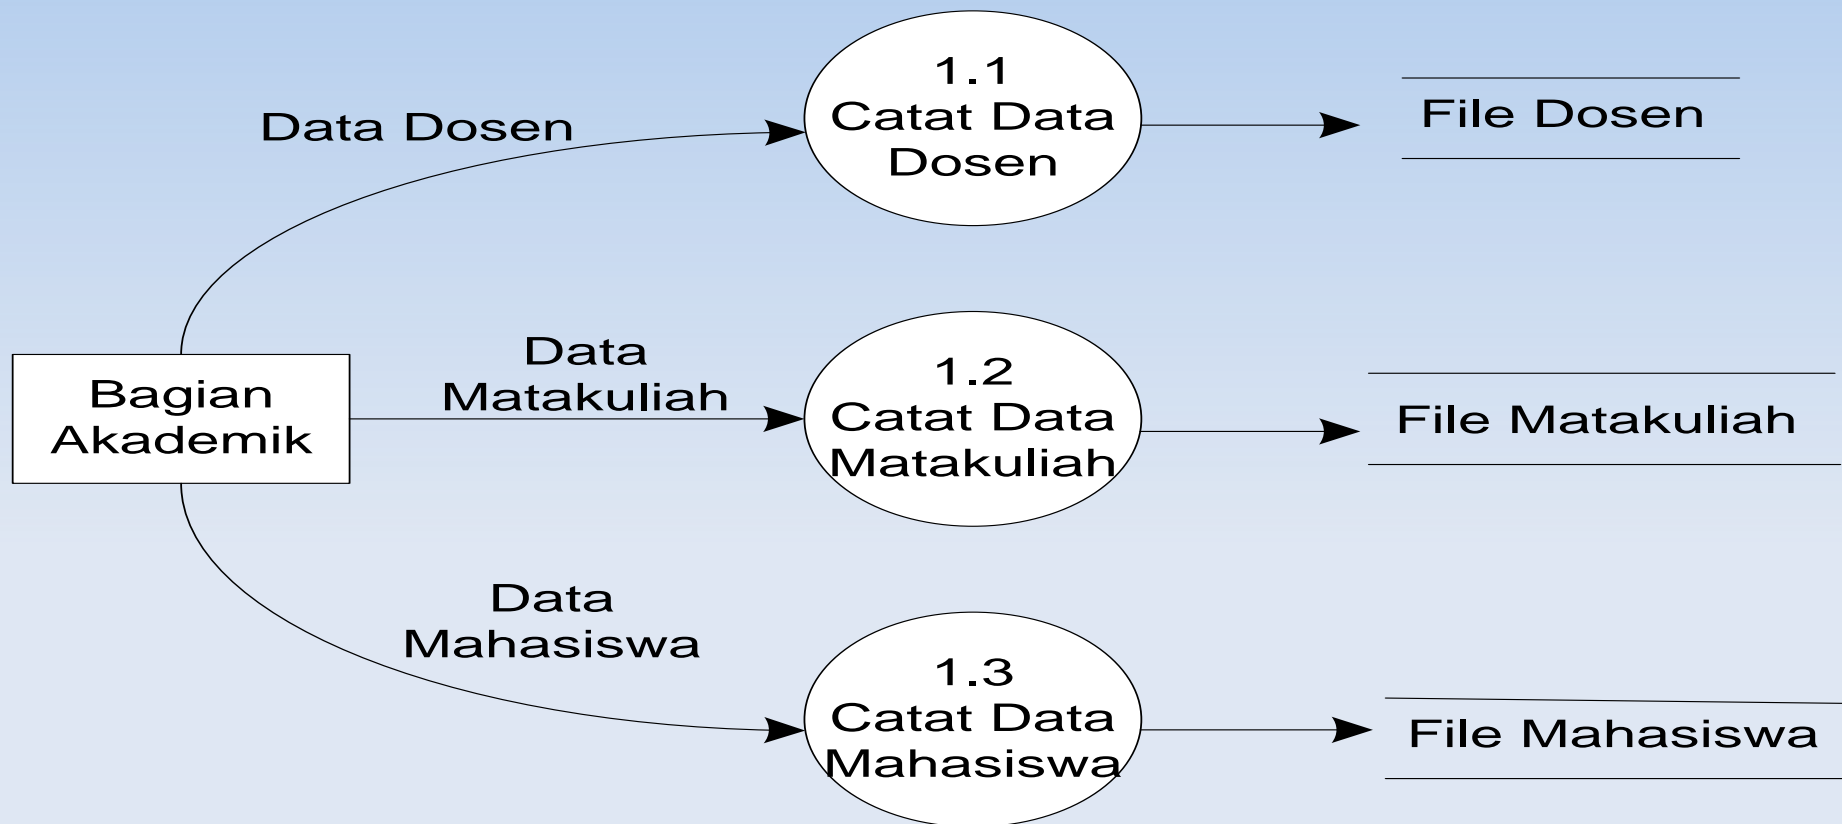 Data Dosen
1.1
Catat Data
Dosen
File Dosen
Bagian
Akademik
Data
Matakuliah
1.2
Catat Data
Matakuliah
File Matakuliah
Data
Mahasiswa
1.3
Catat Data
Mahasiswa
File Mahasiswa